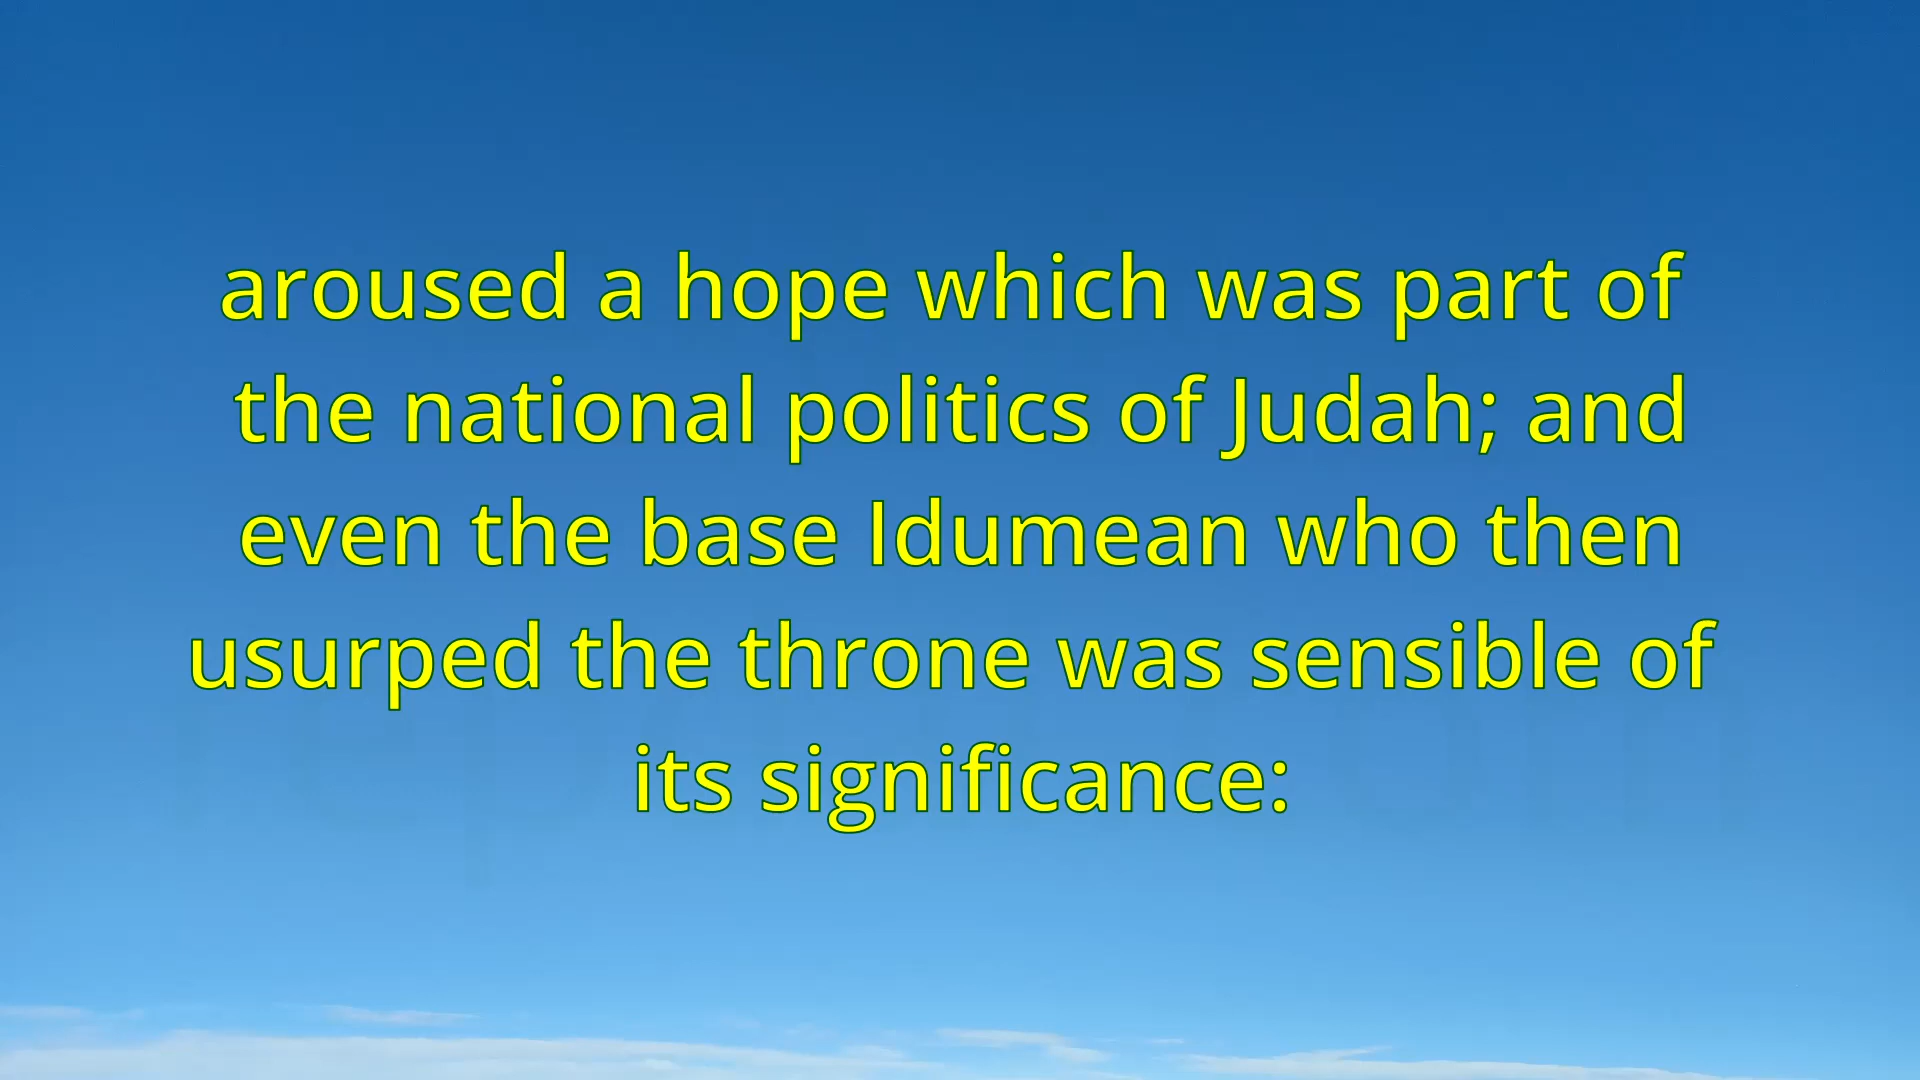 aroused a hope which was part of
the national politics of Judah; and
even the base Idumean who then
usurped the throne was sensible of
its significance: